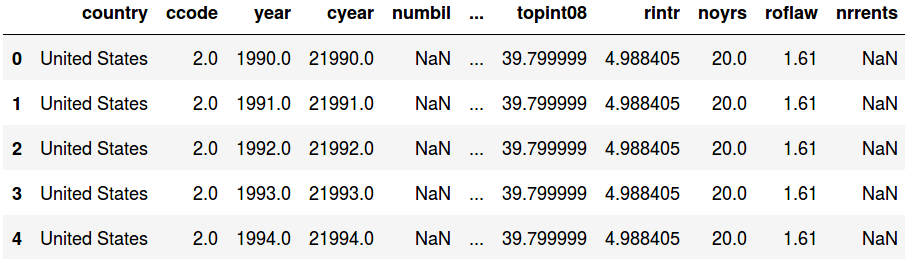 country ccode year cyear numbil ... topint08 rintr noyrs roflaw nrrents
0 United States 2.0 1990.0 21990.0 NaN ... 39.799999 4.988405 20.0 1.61 NaN
1 United States 2.0 1991.0 21991.0 NaN ... 39.799999 4.988405 20.0 1.61 NaN
2 United States 2.0 1992.0 21992.0 NaN ... 39.799999 4.988405 20.0 1.61 NaN
3 United States 2.0 1993.0 21993.0 NaN ... 39.799999 4.988405 20.0 1.61 NaN
4 United States 2.0 1994.0 21994.0 NaN ... 39.799999 4.988405 20.0 1.61 NaN